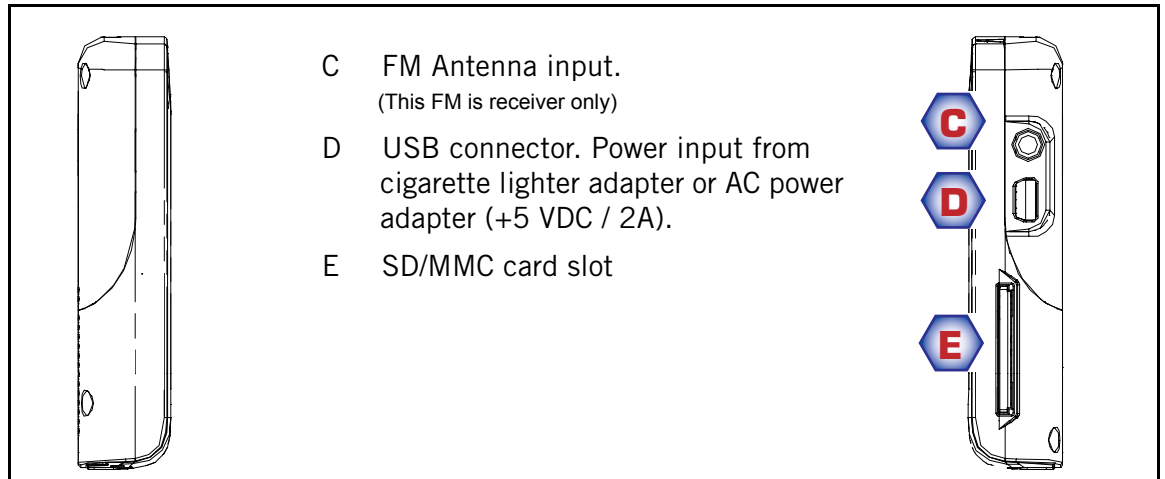 C FM Antenna input.
(This FM is receiver only)
D USB connector. Power input from
cigarette lighter adapter or AC power
adapter (+5 VDC / 2A).
E SD/MMC card slot
C
D
E